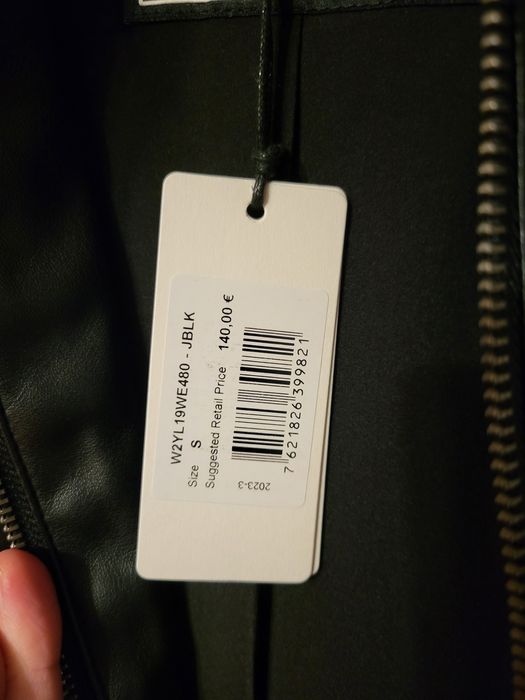 W2YL19WE480 - JBLK
Size S
Suggested Retail Price 140,00 €
7 621826 399821
2023-3